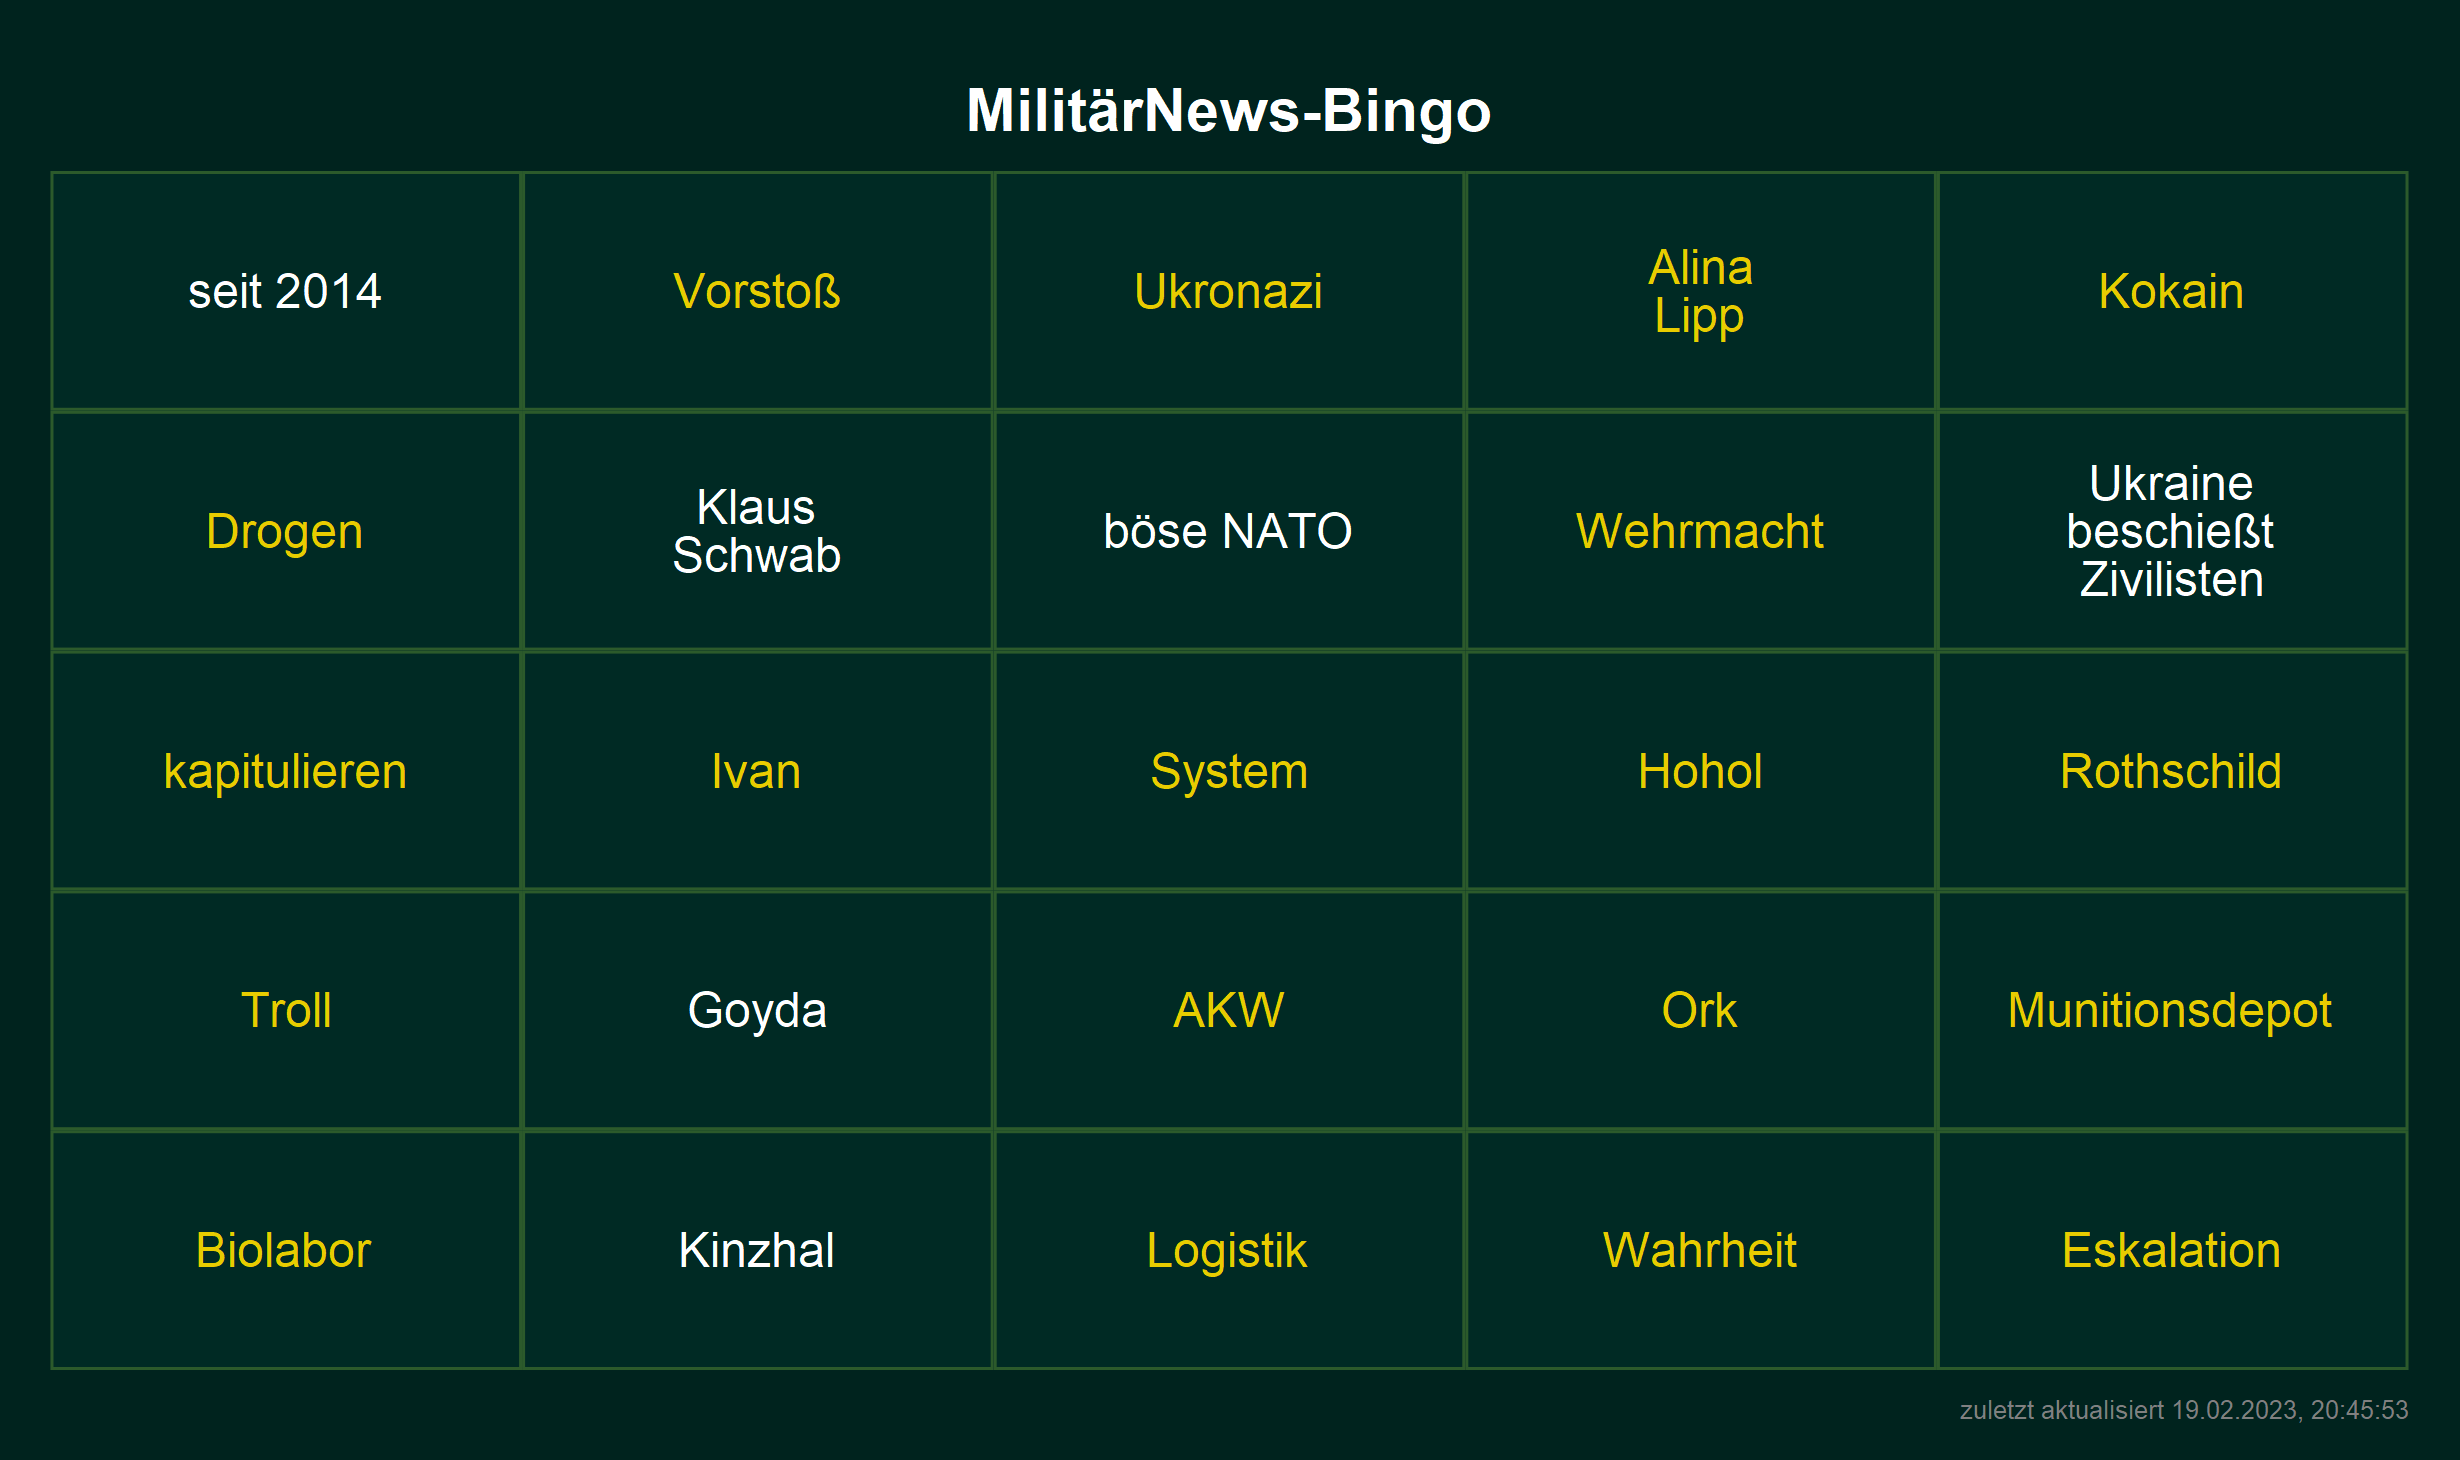 MilitärNews-Bingo
seit 2014
Vorstoß
Ukronazi
Alina
Lipp
Kokain
Drogen
Klaus
Schwab
böse NATO
Wehrmacht
Ukraine
beschießt
Zivilisten
kapitulieren
Ivan
System
Hohol
Rothschild
Troll
Goyda
AKW
Ork
Munitionsdepot
Biolabor
Kinzhal
Logistik
Wahrheit
Eskalation
zuletzt aktualisiert 19.02.2023, 20:45:53